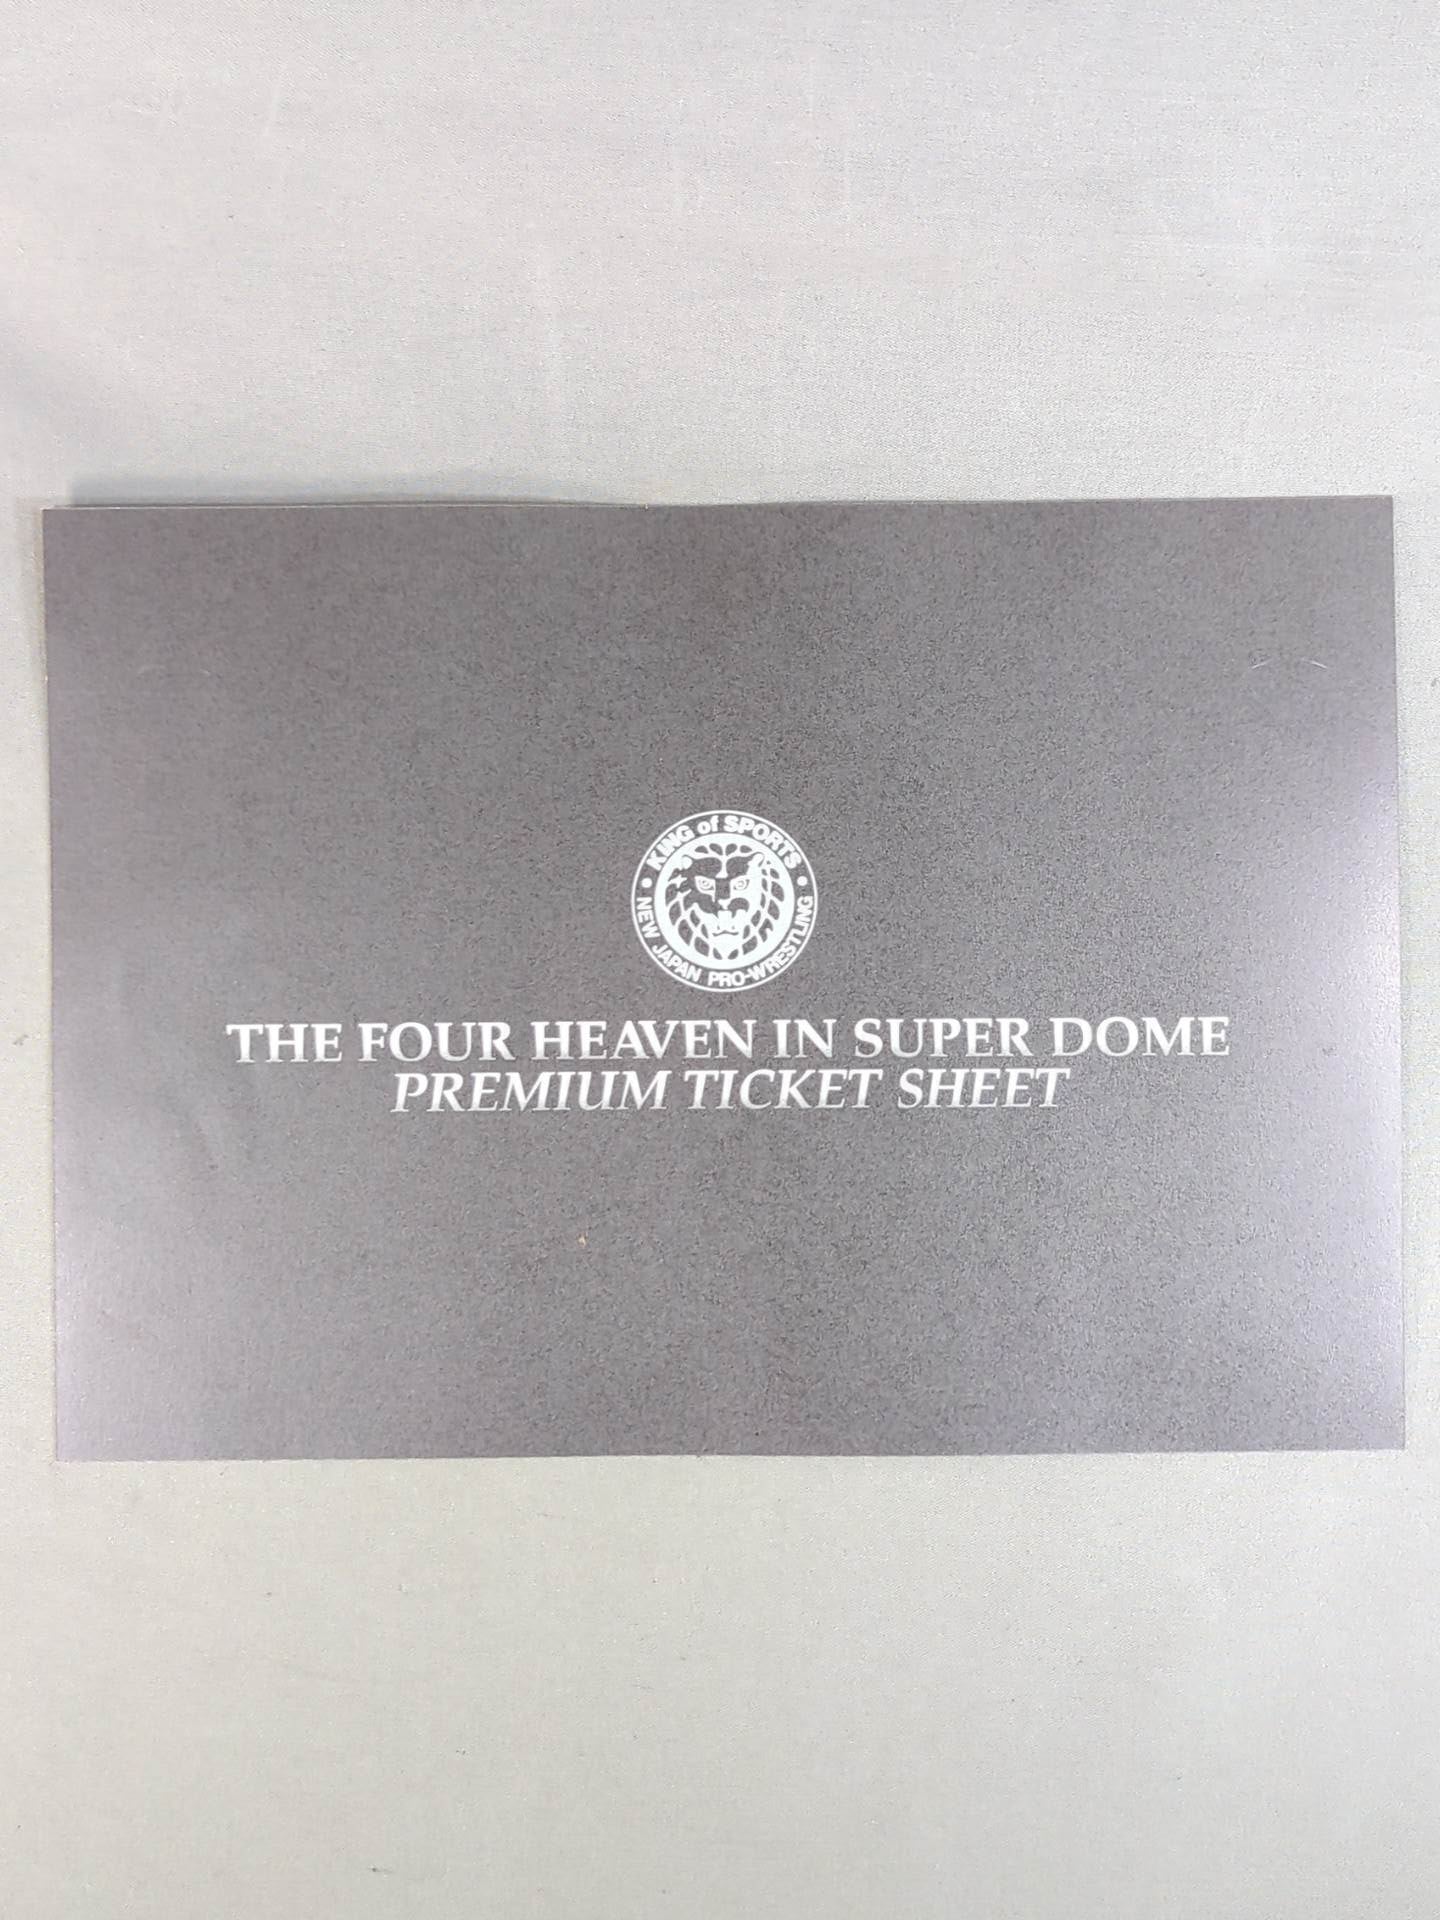 KING of SPORTS
NEW JAPAN PRO-WRESTLING
THE FOUR HEAVEN IN SUPER DOME
PREMIUM TICKET SHEET